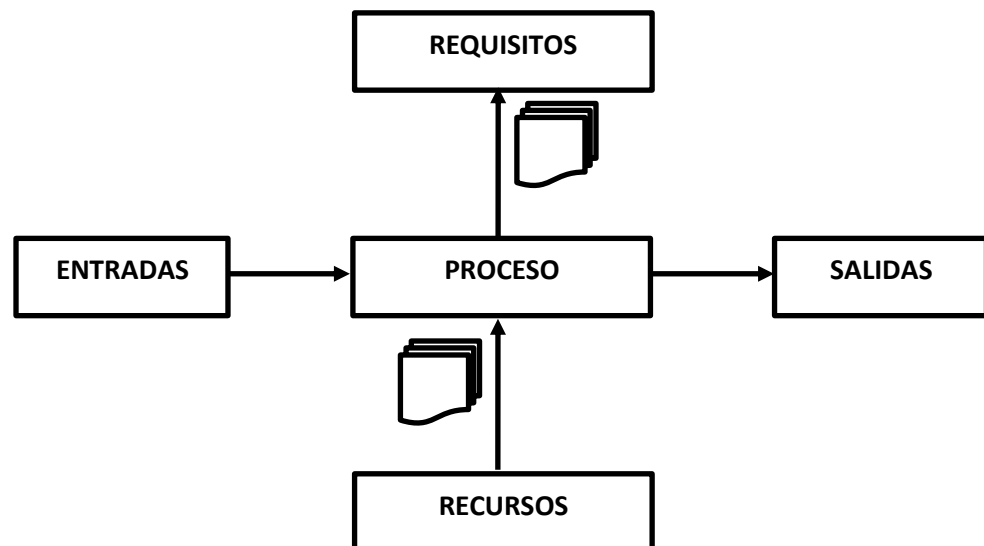 REQUISITOS
ENTRADAS
PROCESO
SALIDAS
RECURSOS